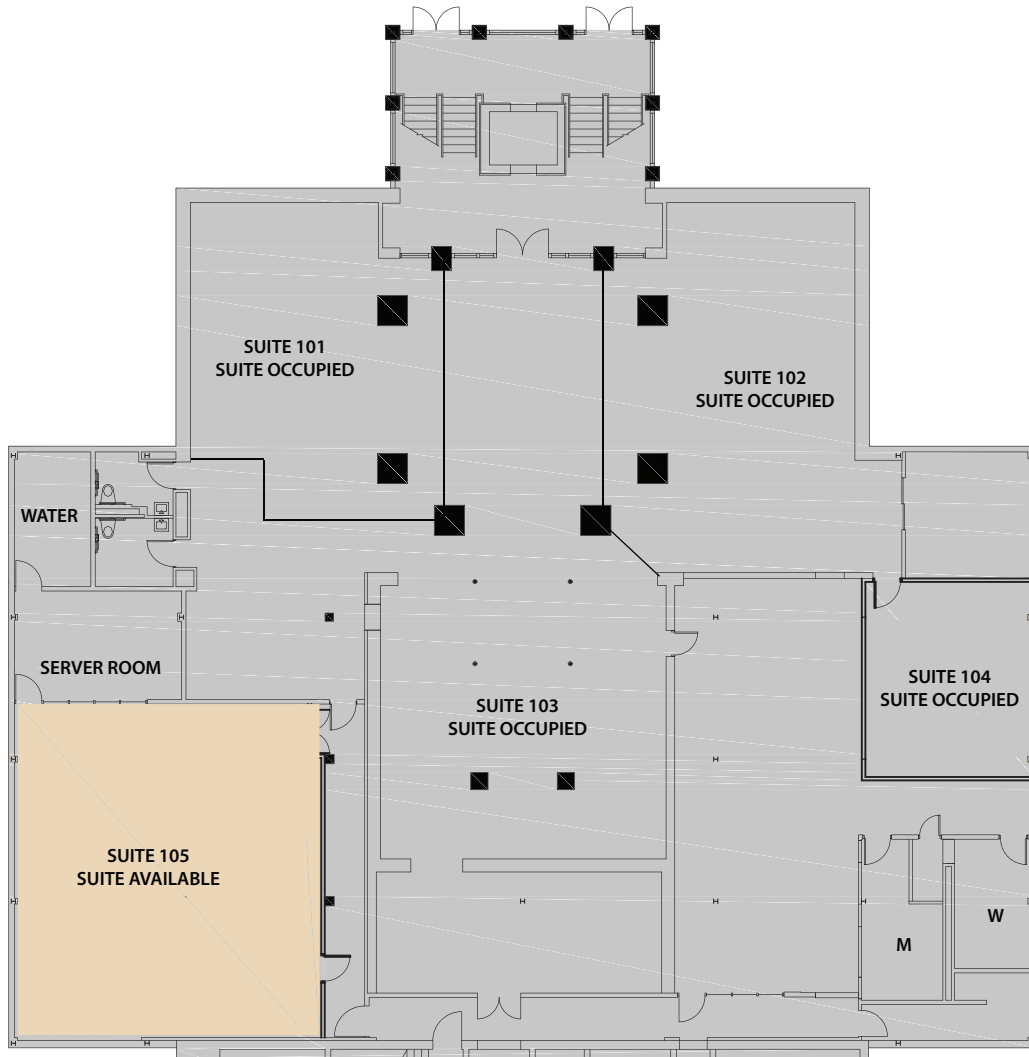 SUITE 101
SUITE OCCUPIED
SUITE 102
SUITE OCCUPIED
WATER
SERVER ROOM
SUITE 103
SUITE OCCUPIED
SUITE 104
SUITE OCCUPIED
SUITE 105
SUITE AVAILABLE
M
W